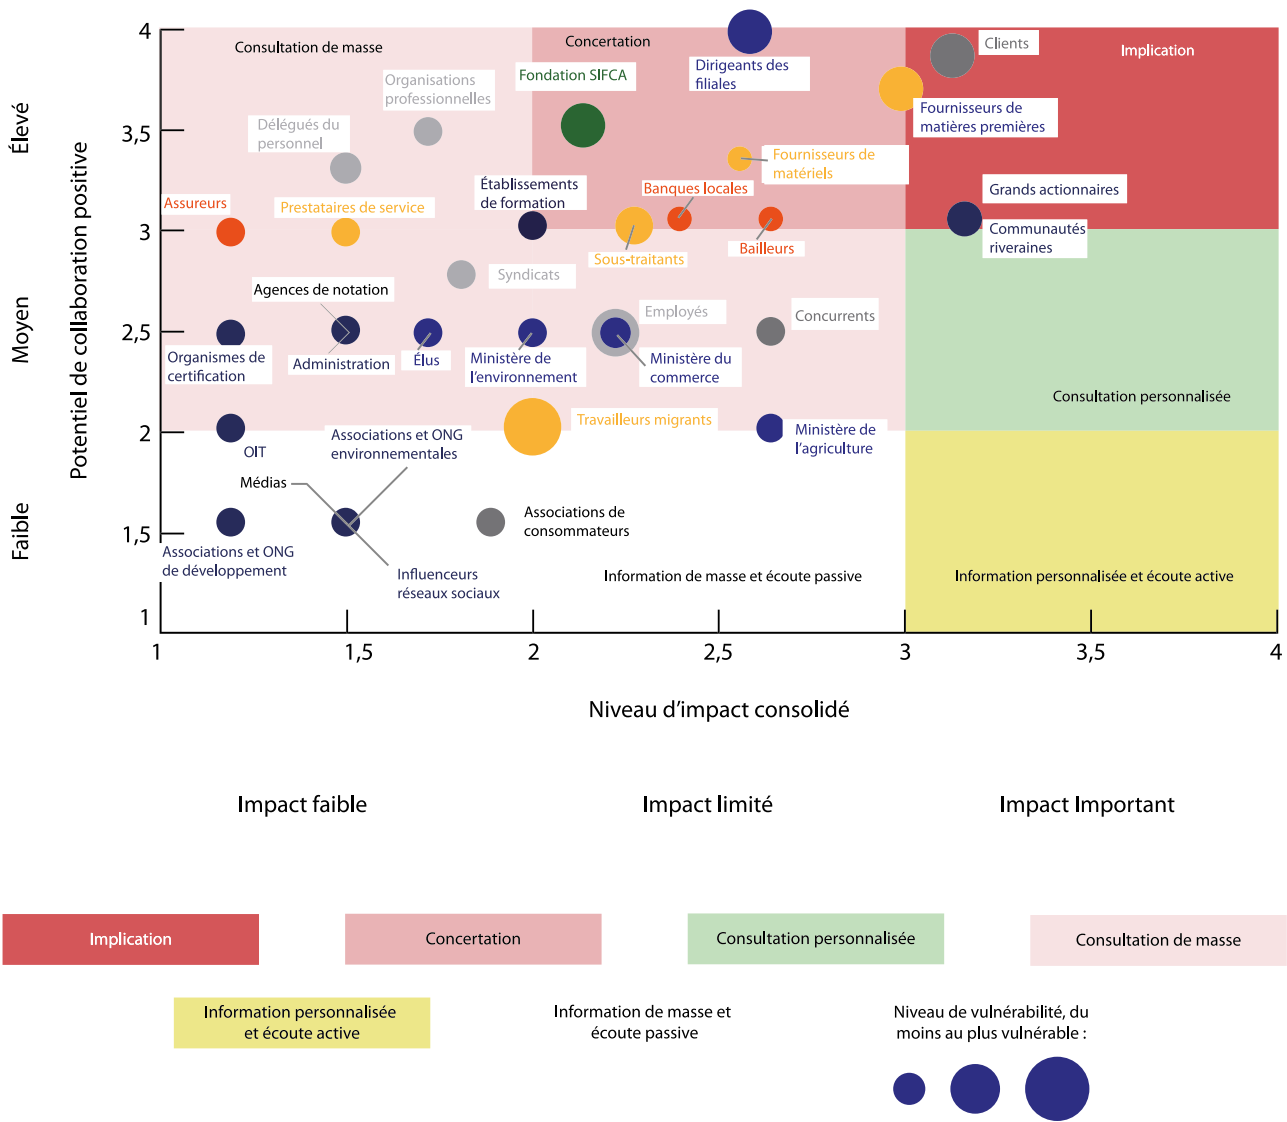 4
Consultation de masse
Concertation
Clients
Implication
Dirigeants des
filiales
Organisations
professionnelles
Fondation SIFCA
Élevé
3,5
Délégués du
personnel
Fournisseurs de
matières premières
Fournisseurs de
matériels
Établissements
de formation
Banques locales
Grands actionnaires
Assureurs
Prestataires de service
3
Communautés
riveraines
Bailleurs
Sous-traitants
Potentiel de collaboration positive
Syndicats
Agences de notation
Moyen
2,5
Employés
Concurrents
Organismes de
certification
Administration
Élus
Ministère de
l’environnement
Ministère du
commerce
Consultation personnalisée
2
Travailleurs migrants
Ministère de
l’agriculture
OIT
Associations et ONG
environnementales
Médias
Faible
1,5
Associations de
consommateurs
Associations et ONG
de développement
Influenceurs
réseaux sociaux
Information de masse et écoute passive
Information personnalisée et écoute active
1
1
1,5
2
2,5
3
3,5
4
Niveau d’impact consolidé
Impact faible
Impact limité
Impact Important
Implication
Concertation
Consultation personnalisée
Consultation de masse
Information personnalisée
et écoute active
Information de masse et
écoute passive
Niveau de vulnérabilité, du
moins au plus vulnérable :